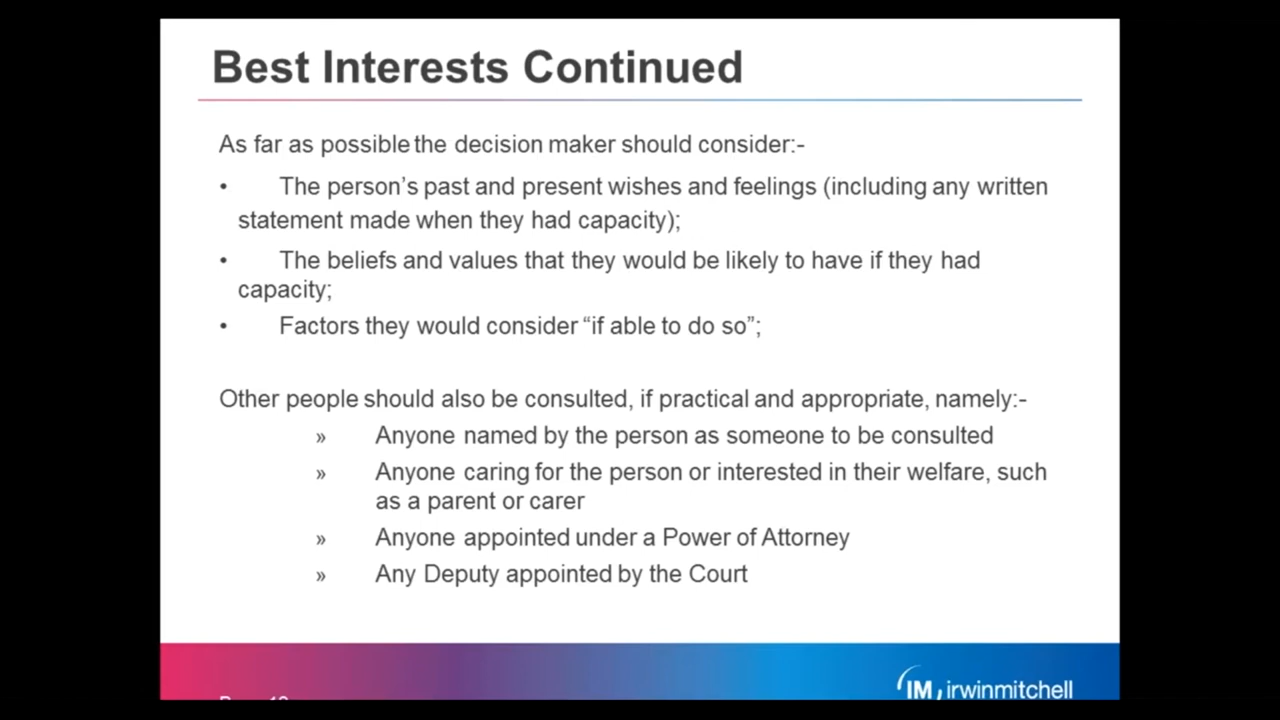 Best Interests Continued
As far as possible the decision maker should consider:-
• The person's past and present wishes and feelings (including any written
statement made when they had capacity);
• The beliefs and values that they would be likely to have if they had
capacity;
• Factors they would consider “if able to do so”;
Other people should also be consulted, if practical and appropriate, namely:-
» Anyone named by the person as someone to be consulted
» Anyone caring for the person or interested in their welfare, such
as a parent or carer
» Anyone appointed under a Power of Attorney
» Any Deputy appointed by the Court
IM irwinmitchell